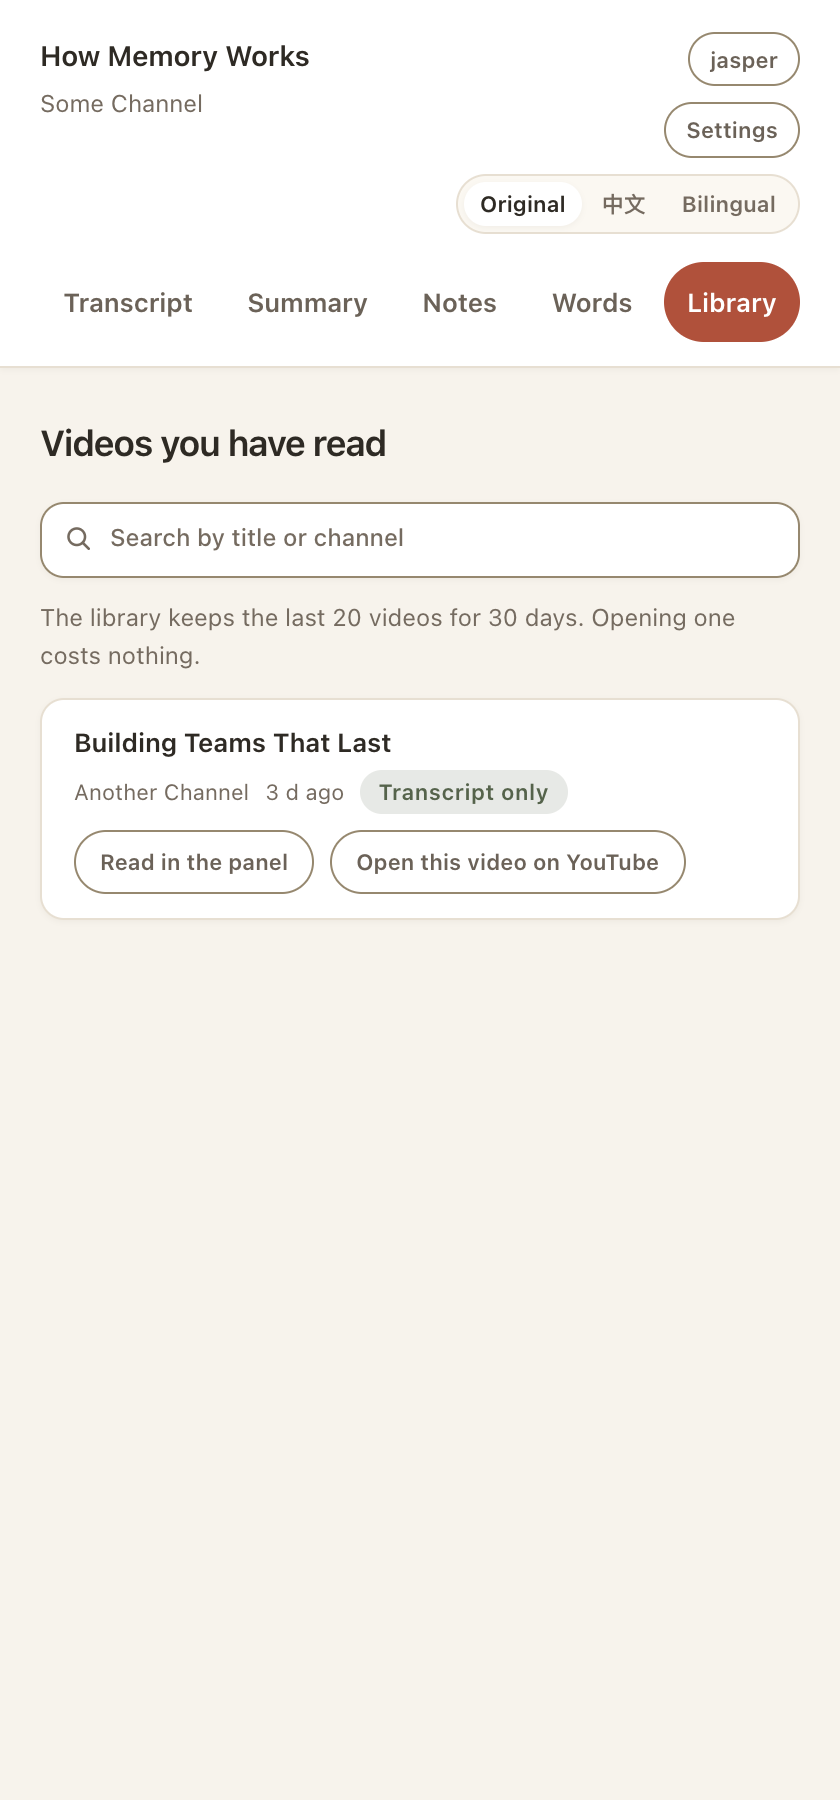 How Memory Works
Some Channel
jasper
Settings
Original 中文 Bilingual
Transcript Summary Notes Words Library
Videos you have read
Search by title or channel
The library keeps the last 20 videos for 30 days. Opening one
costs nothing.
Building Teams That Last
Another Channel 3 d ago Transcript only
Read in the panel Open this video on YouTube